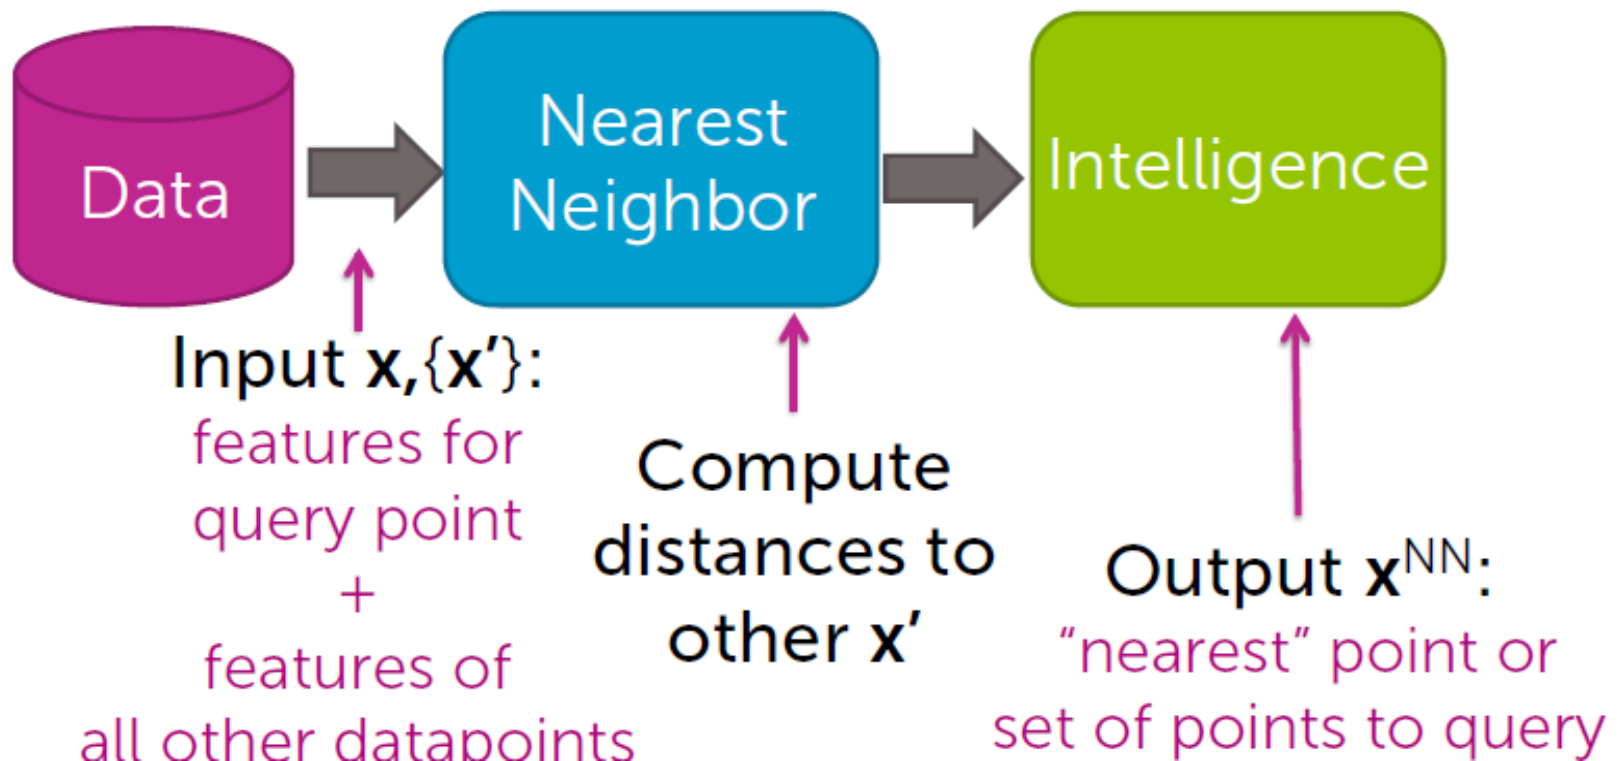 Data
Nearest
Neighbor
Intelligence
Input x,{x’}:
features for
query point
+
features of
all other datapoints
Compute
distances to
other x’
Output xᴺᴺ:
“nearest” point or
set of points to query